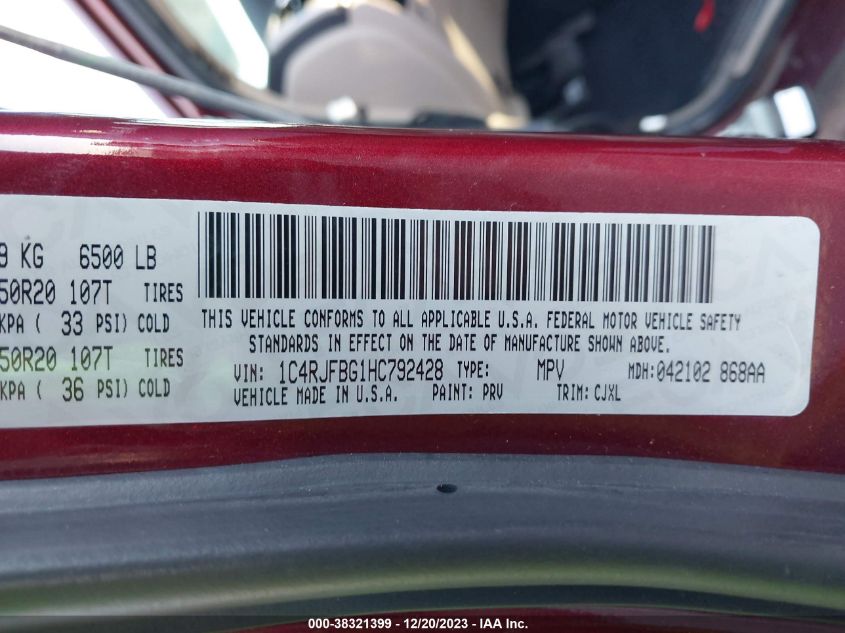 9 KG 6500 LB
50R20 107T TIRES
KPA ( 33 PSI) COLD
50R20 107T TIRES
KPA ( 36 PSI) COLD
THIS VEHICLE CONFORMS TO ALL APPLICABLE U.S.A. FEDERAL MOTOR VEHICLE SAFETY
STANDARDS IN EFFECT ON THE DATE OF MANUFACTURE SHOWN ABOVE.
VIN: 1C4RJFBG1HC792428 TYPE: MPV MDH: 042102 868AA
VEHICLE MADE IN U.S.A. PAINT: PRV TRIM: CJXL
000-38321399 - 12/20/2023 - IAA Inc.